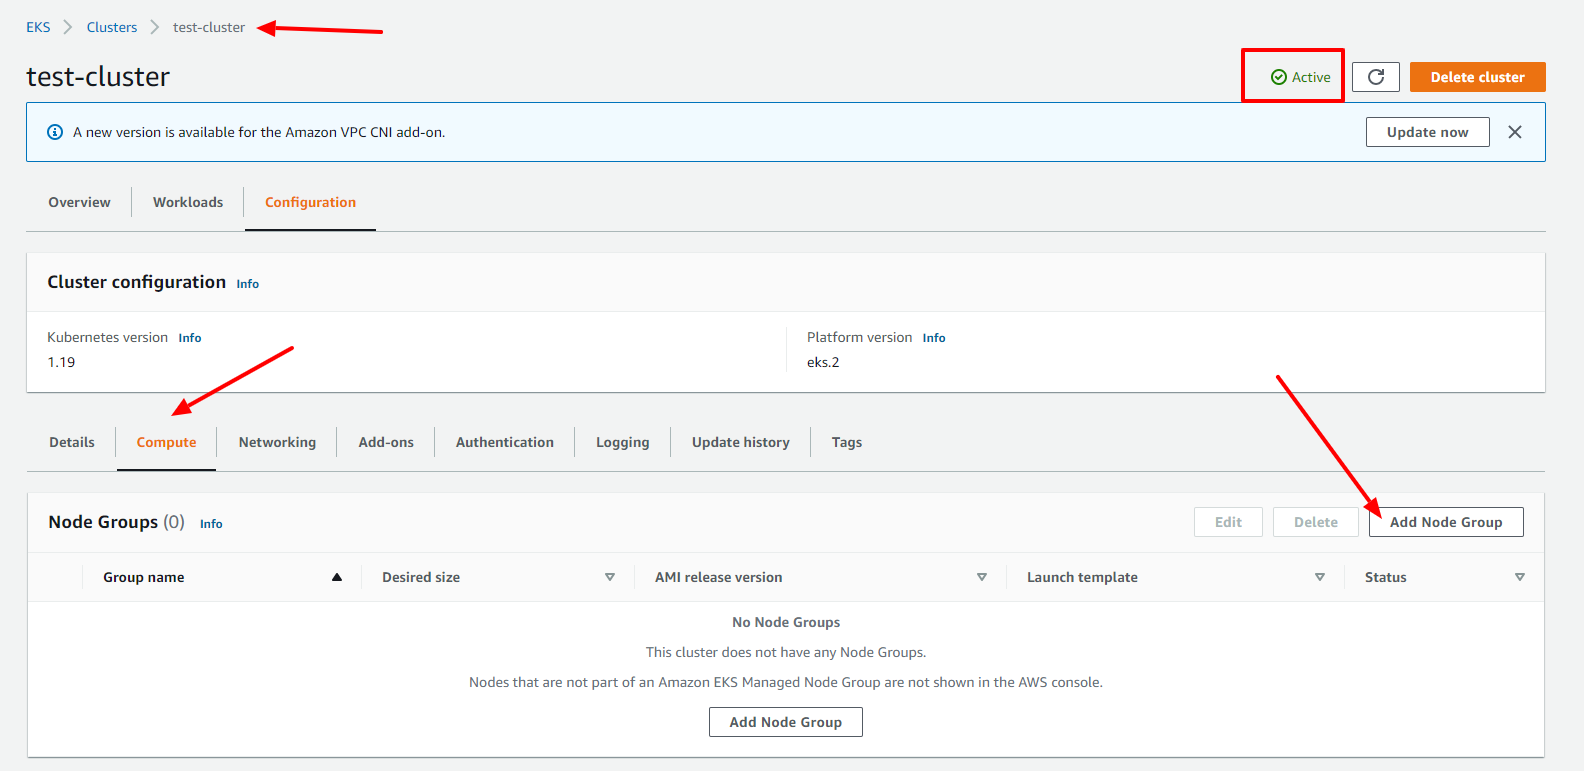 EKS > Clusters > test-cluster
test-cluster
Active
Delete cluster
A new version is available for the Amazon VPC CNI add-on.
Update now
Overview
Workloads
Configuration
Cluster configuration Info
Kubernetes version Info
1.19
Platform version Info
eks.2
Details
Compute
Networking
Add-ons
Authentication
Logging
Update history
Tags
Node Groups (0) Info
Edit
Delete
Add Node Group
Group name
Desired size
AMI release version
Launch template
Status
No Node Groups
This cluster does not have any Node Groups.
Nodes that are not part of an Amazon EKS Managed Node Group are not shown in the AWS console.
Add Node Group